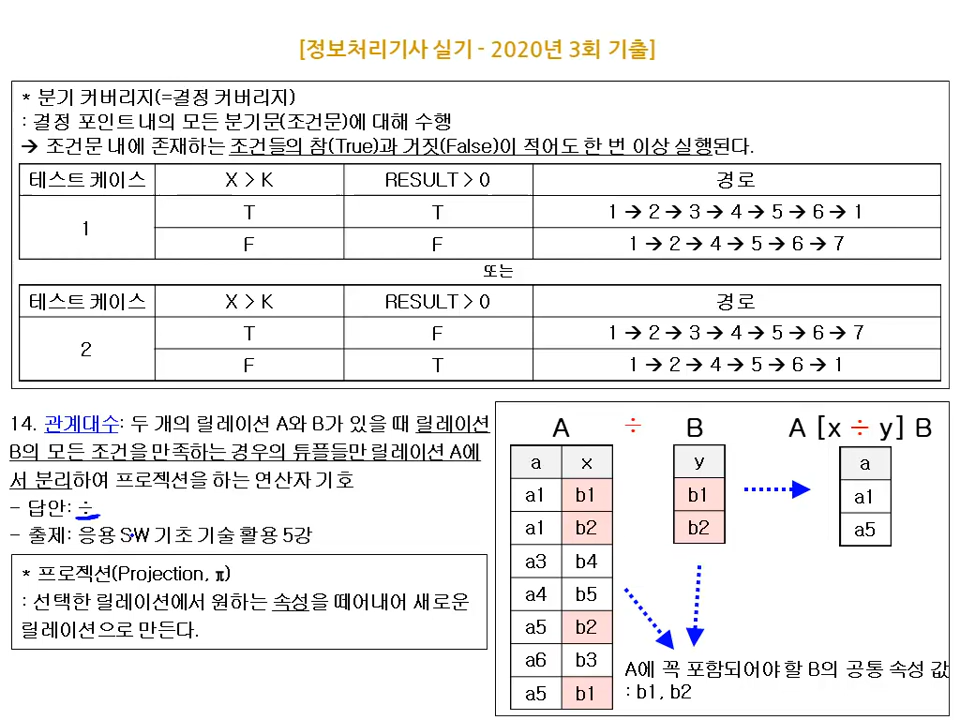 [정보처리기사 실기 - 2020년 3회 기출]
* 분기 커버리지(=결정 커버리지)
: 결정 포인트 내의 모든 분기문(조건문)에 대해 수행
→ 조건문 내에 존재하는 조건들의 참(True)과 거짓(False)이 적어도 한 번 이상 실행된다.
테스트 케이스 X > K RESULT > 0 경로
1
T T 1 → 2 → 3 → 4 → 5 → 6 → 1
F F 1 → 2 → 4 → 5 → 6 → 7
또는
테스트 케이스 X > K RESULT > 0 경로
2
T F 1 → 2 → 3 → 4 → 5 → 6 → 7
F T 1 → 2 → 4 → 5 → 6 → 1
14. 관계대수: 두 개의 릴레이션 A와 B가 있을 때 릴레이션
B의 모든 조건을 만족하는 경우의 튜플들만 릴레이션 A에
서 분리하여 프로젝션을 하는 연산자 기호
- 답안: ÷
- 출제: 응용 SW 기초 기술 활용 5강
* 프로젝션(Projection, π)
: 선택한 릴레이션에서 원하는 속성을 떼어내어 새로운
릴레이션으로 만든다.
A ÷ B A [x ÷ y] B
a x
a1 b1
a1 b2
a3 b4
a4 b5
a5 b2
a6 b3
a5 b1
y
b1
b2
a
a1
a5
A에 꼭 포함되어야 할 B의 공통 속성 값
: b1, b2